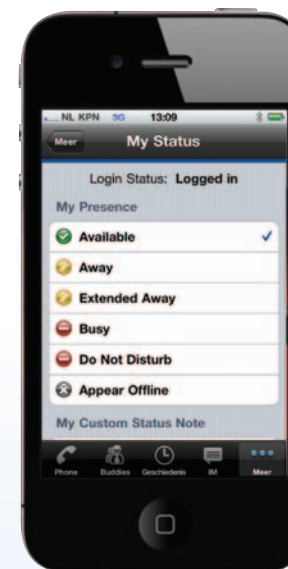 NL KPN 3G 13:09
Meer My Status
Login Status: Logged in
My Presence
Available
Away
Extended Away
Busy
Do Not Disturb
Appear Offline
My Custom Status Note
Phone Buddies Geschiedenis IM Meer